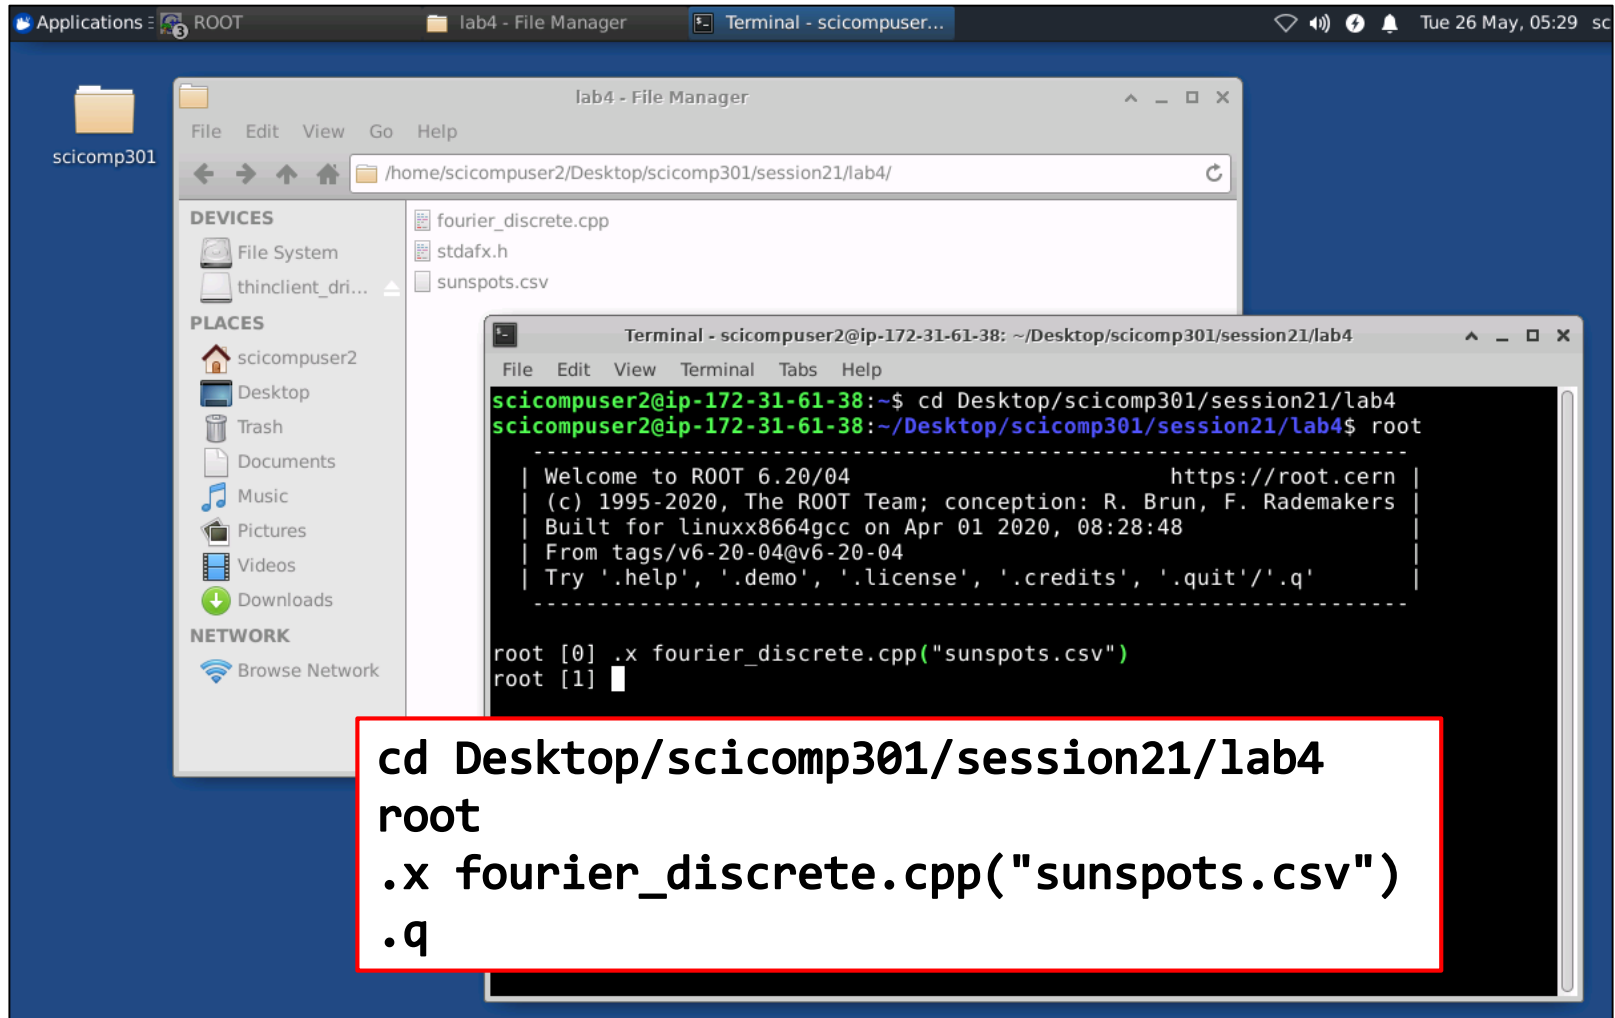 Applications
3
ROOT
lab4 - File Manager
Terminal - scicompuser...
Tue 26 May, 05:29
sc
scicomp301
lab4 - File Manager
File Edit View Go Help
/home/scicompuser2/Desktop/scicomp301/session21/lab4/
DEVICES
File System
thinclient_dri...
PLACES
scicompuser2
Desktop
Trash
Documents
Music
Pictures
Videos
Downloads
NETWORK
Browse Network
fourier_discrete.cpp
stdafx.h
sunspots.csv
Terminal - scicompuser2@ip-172-31-61-38: ~/Desktop/scicomp301/session21/lab4
File Edit View Terminal Tabs Help
scicompuser2@ip-172-31-61-38:~$ cd Desktop/scicomp301/session21/lab4
scicompuser2@ip-172-31-61-38:~/Desktop/scicomp301/session21/lab4$ root
------------------------------------------------------------------
| Welcome to ROOT 6.20/04 https://root.cern |
| (c) 1995-2020, The ROOT Team; conception: R. Brun, F. Rademakers |
| Built for linuxx8664gcc on Apr 01 2020, 08:28:48 |
| From tags/v6-20-04@v6-20-04 |
| Try '.help', '.demo', '.license', '.credits', '.quit'/'.q' |
------------------------------------------------------------------
root [0] .x fourier_discrete.cpp("sunspots.csv")
root [1]
cd Desktop/scicomp301/session21/lab4
root
.x fourier_discrete.cpp("sunspots.csv")
.q